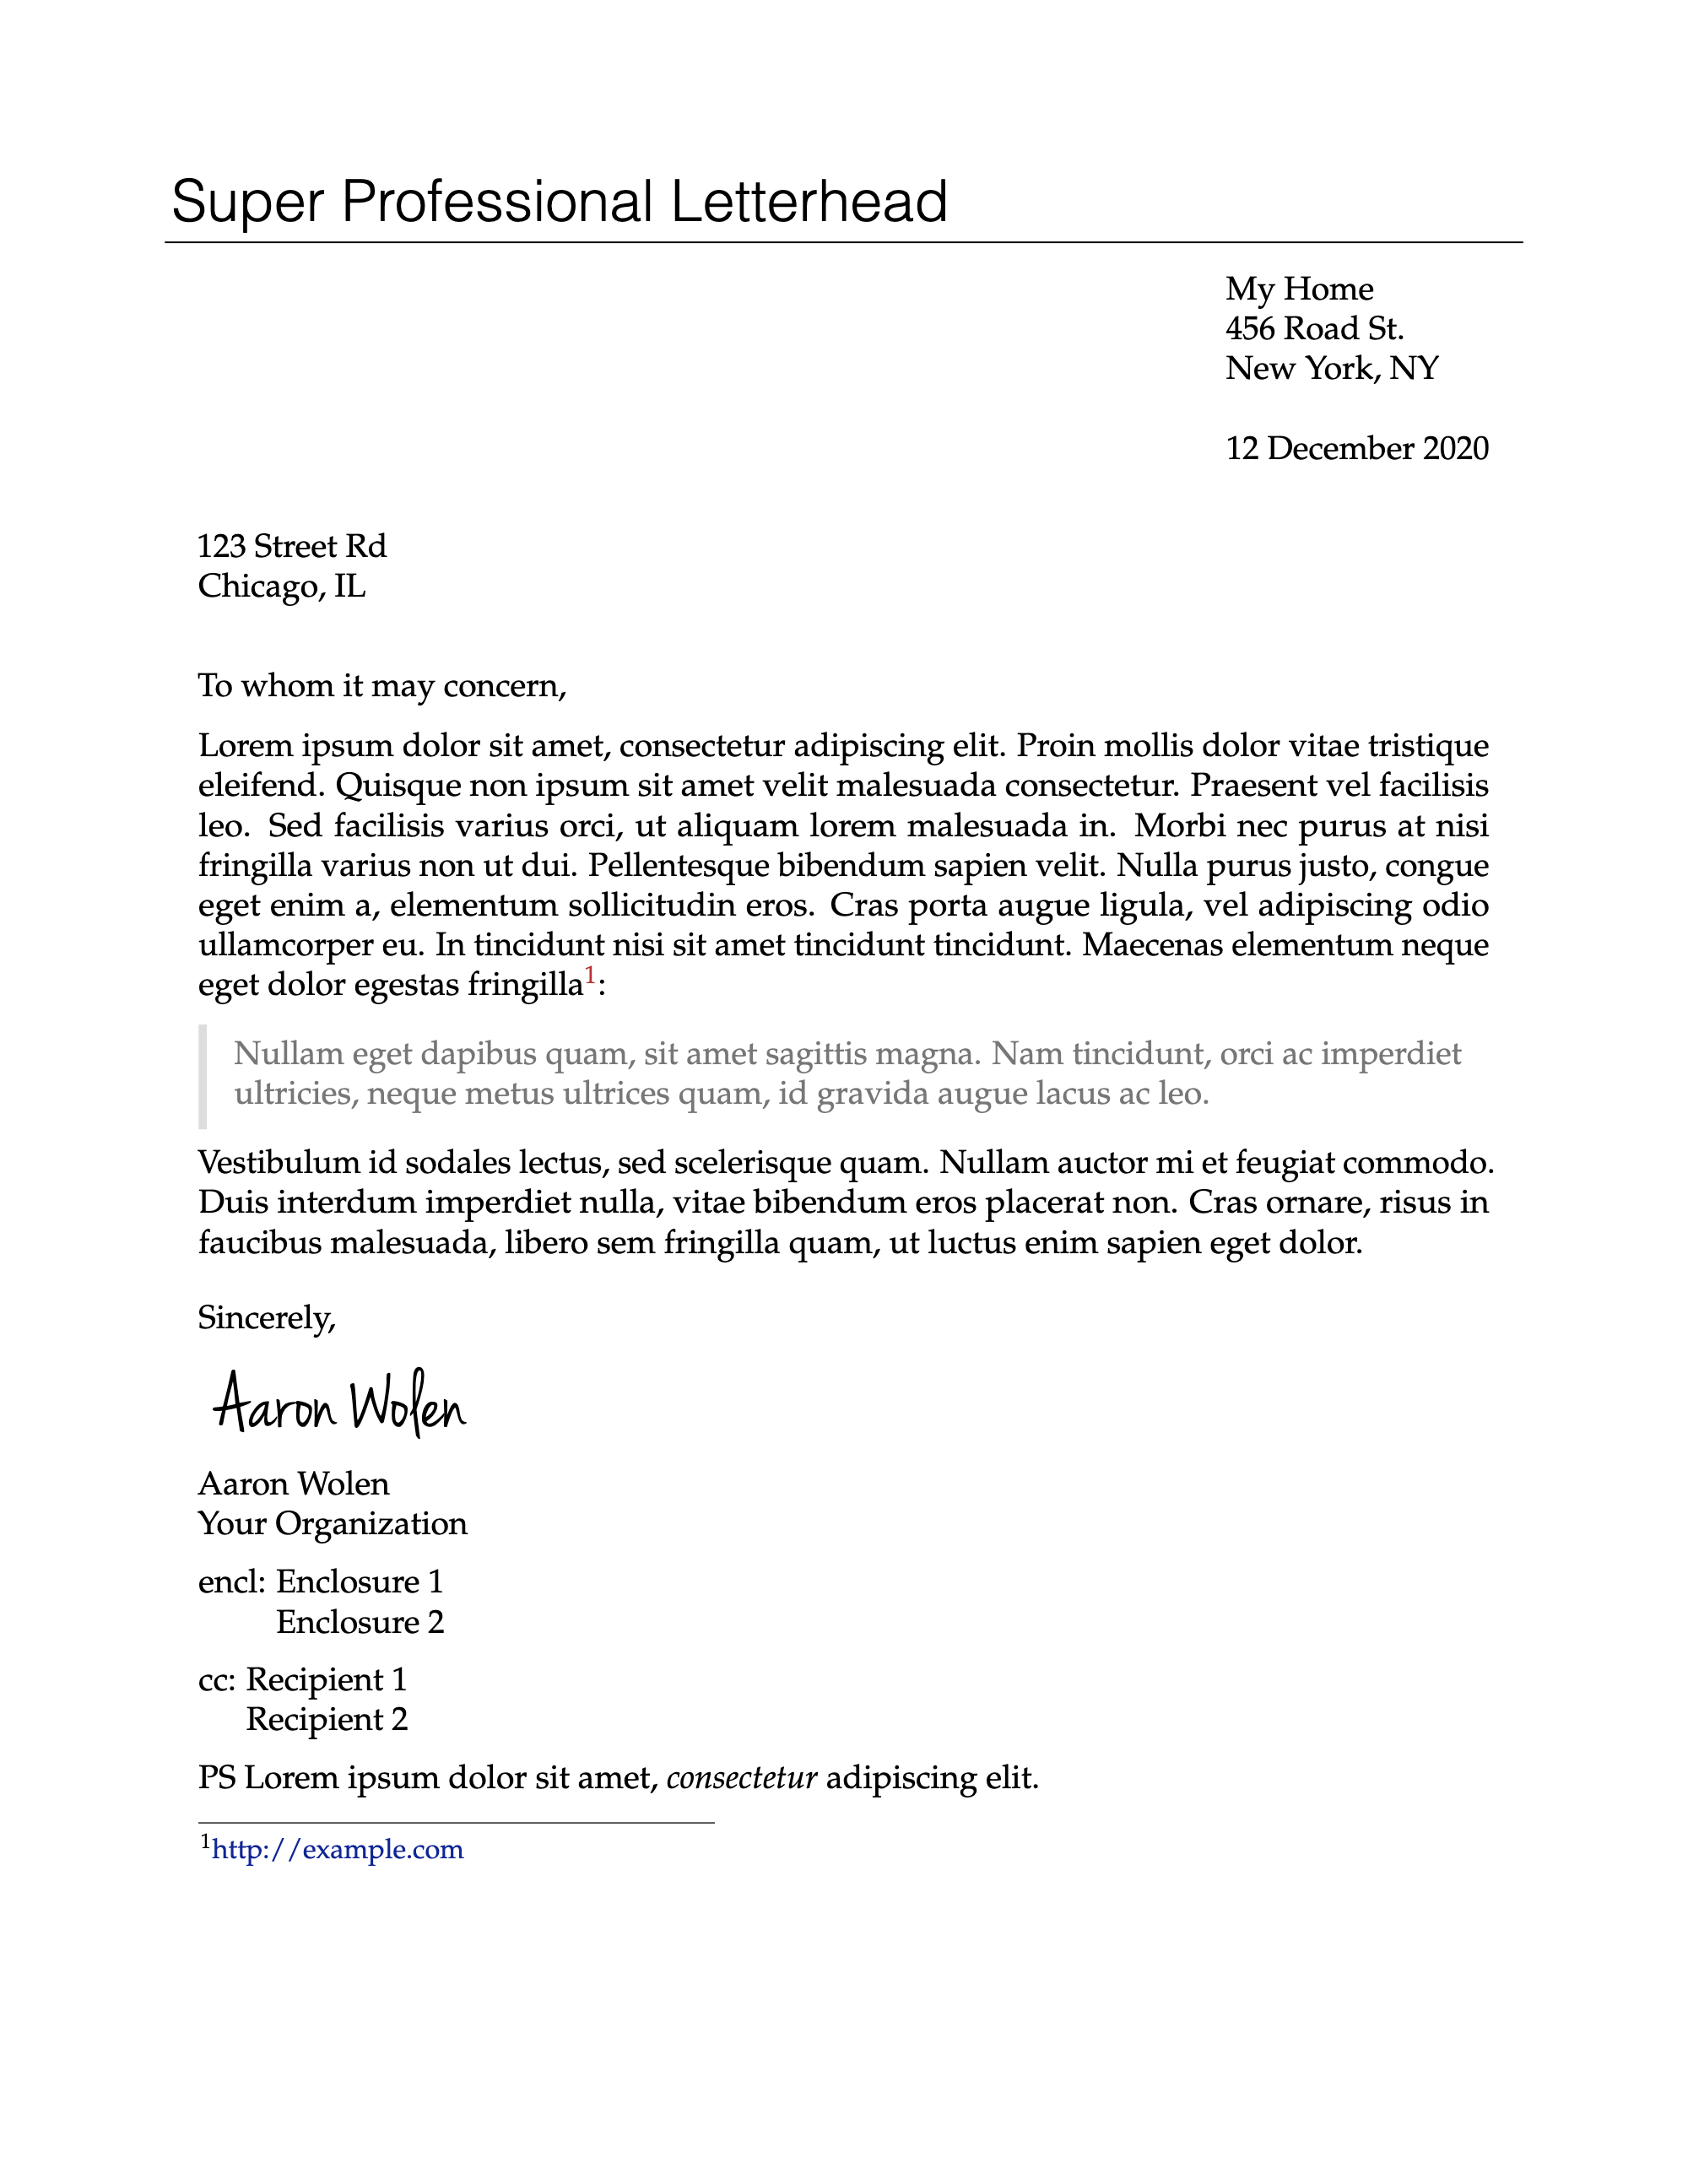 Super Professional Letterhead
My Home
456 Road St.
New York, NY
12 December 2020
123 Street Rd
Chicago, IL
To whom it may concern,
Lorem ipsum dolor sit amet, consectetur adipiscing elit. Proin mollis dolor vitae tristique
eleifend. Quisque non ipsum sit amet velit malesuada consectetur. Praesent vel facilisis
leo. Sed facilisis varius orci, ut aliquam lorem malesuada in. Morbi nec purus at nisi
fringilla varius non ut dui. Pellentesque bibendum sapien velit. Nulla purus justo, congue
eget enim a, elementum sollicitudin eros. Cras porta augue ligula, vel adipiscing odio
ullamcorper eu. In tincidunt nisi sit amet tincidunt tincidunt. Maecenas elementum neque
eget dolor egestas fringilla¹:
Nullam eget dapibus quam, sit amet sagittis magna. Nam tincidunt, orci ac imperdiet
ultricies, neque metus ultrices quam, id gravida augue lacus ac leo.
Vestibulum id sodales lectus, sed scelerisque quam. Nullam auctor mi et feugiat commodo.
Duis interdum imperdiet nulla, vitae bibendum eros placerat non. Cras ornare, risus in
faucibus malesuada, libero sem fringilla quam, ut luctus enim sapien eget dolor.
Sincerely,
Aaron Wolen
Aaron Wolen
Your Organization
encl: Enclosure 1
Enclosure 2
cc: Recipient 1
Recipient 2
PS Lorem ipsum dolor sit amet, consectetur adipiscing elit.
¹http://example.com